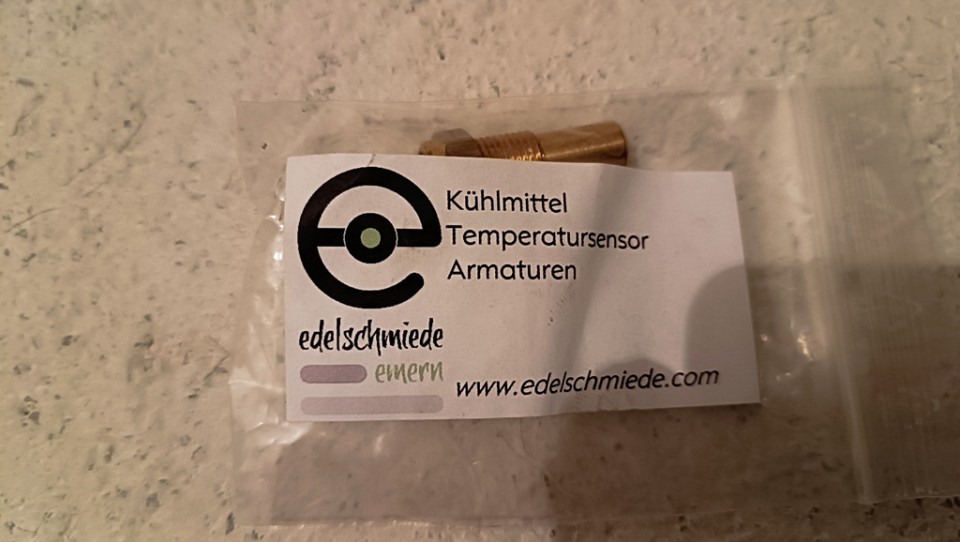 Kühlmittel
Temperatursensor
Armaturen
edelschmiede
emern
www.edelschmiede.com